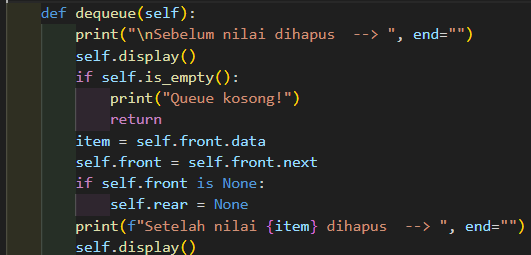 def dequeue(self):
    print("\nSebelum nilai dihapus  --> ", end="")
    self.display()
    if self.is_empty():
        print("Queue kosong!")
        return
    item = self.front.data
    self.front = self.front.next
    if self.front is None:
        self.rear = None
    print(f"Setelah nilai {item} dihapus  --> ", end="")
    self.display()